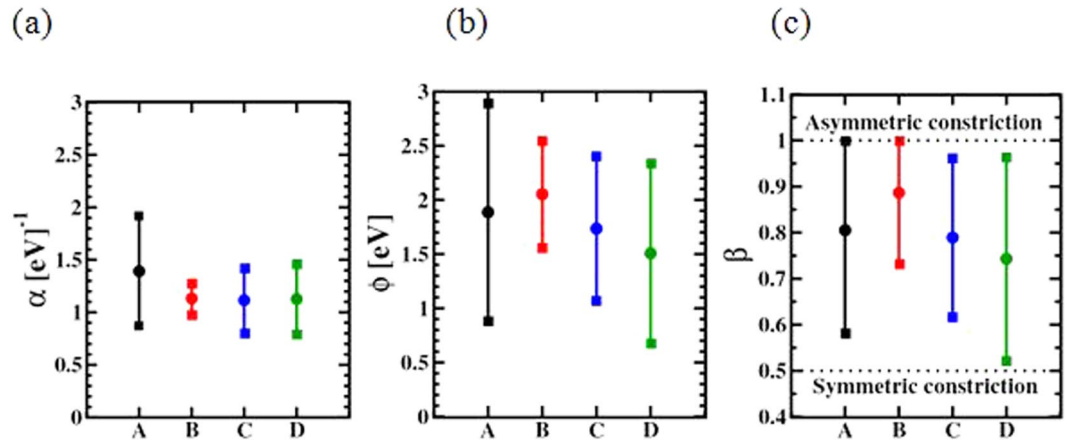 (a)
(b)
(c)
α [eV]⁻¹
3
2.5
2
1.5
1
0.5
0
A B C D
ϕ [eV]
3
2.5
2
1.5
1
0.5
0
A B C D
β
1.1
Asymmetric constriction
1
0.9
0.8
0.7
0.6
0.5
Symmetric constriction
0.4
A B C D